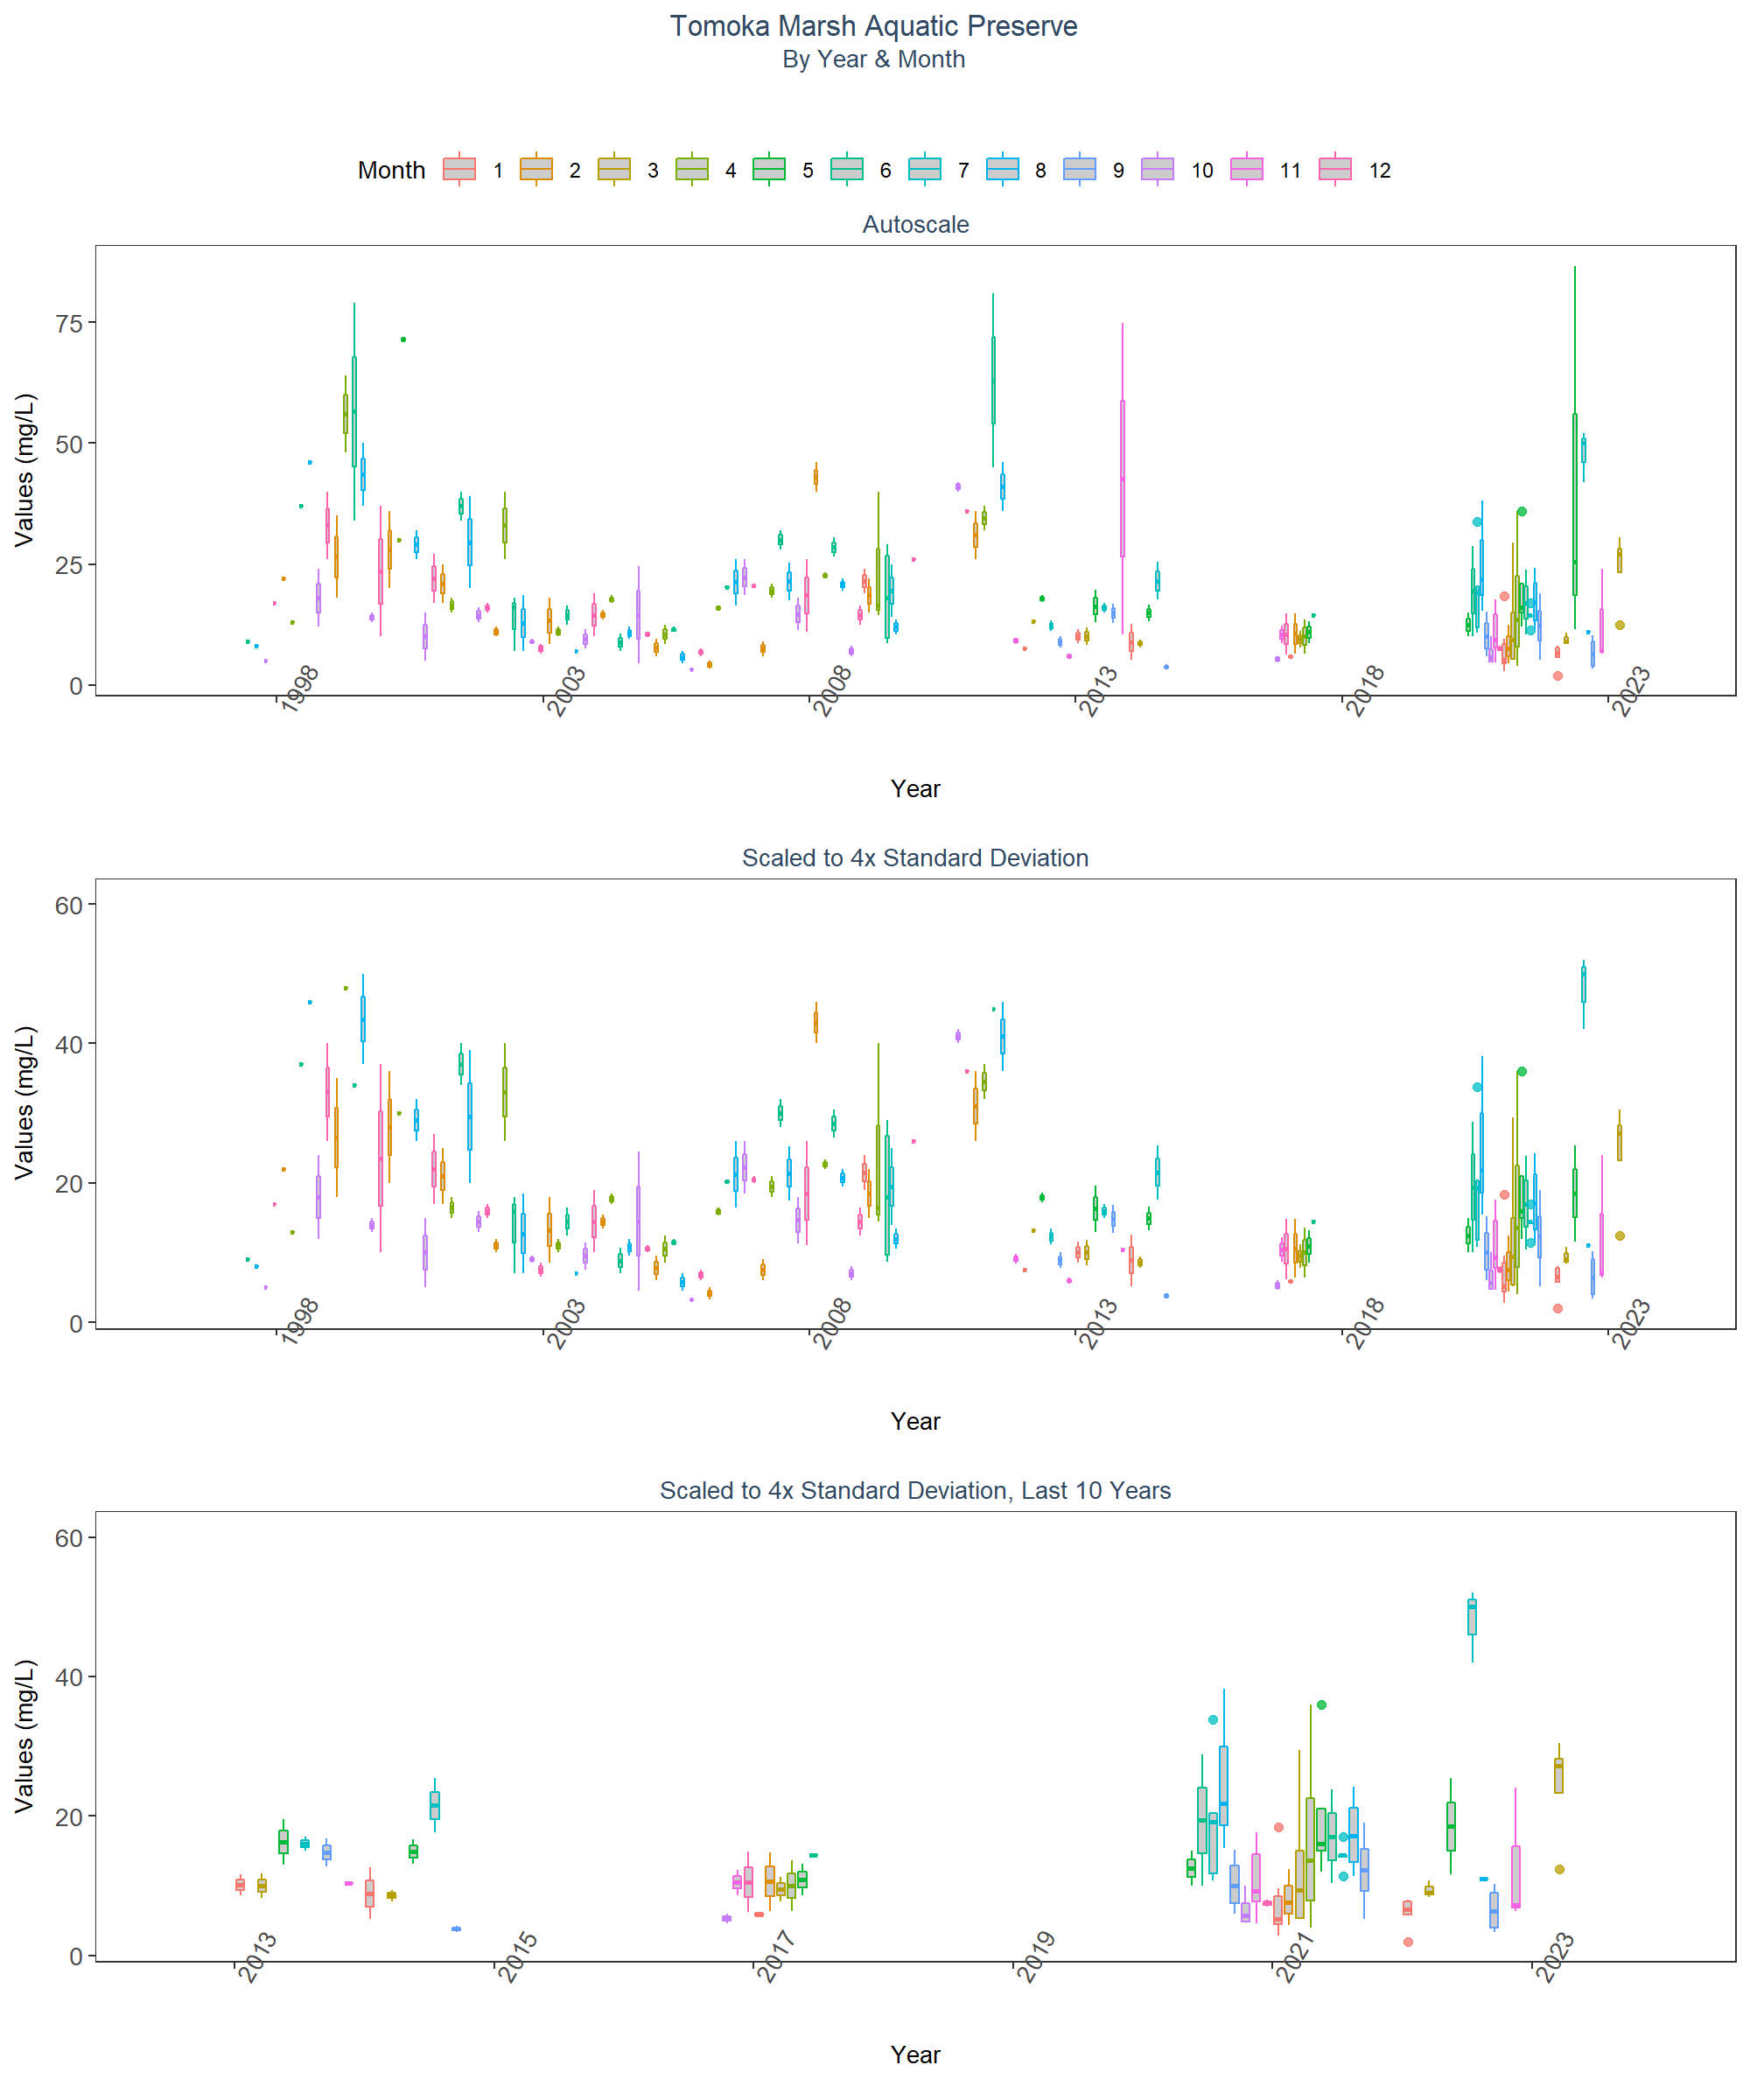 Tomoka Marsh Aquatic Preserve
By Year & Month
Month 1 2 3 4 5 6 7 8 9 10 11 12
Autoscale
Values (mg/L)
75
50
25
0
1998 2003 2008 2013 2018 2023
Year
Scaled to 4x Standard Deviation
Values (mg/L)
60
40
20
0
1998 2003 2008 2013 2018 2023
Year
Scaled to 4x Standard Deviation, Last 10 Years
Values (mg/L)
60
40
20
0
2013 2015 2017 2019 2021 2023
Year